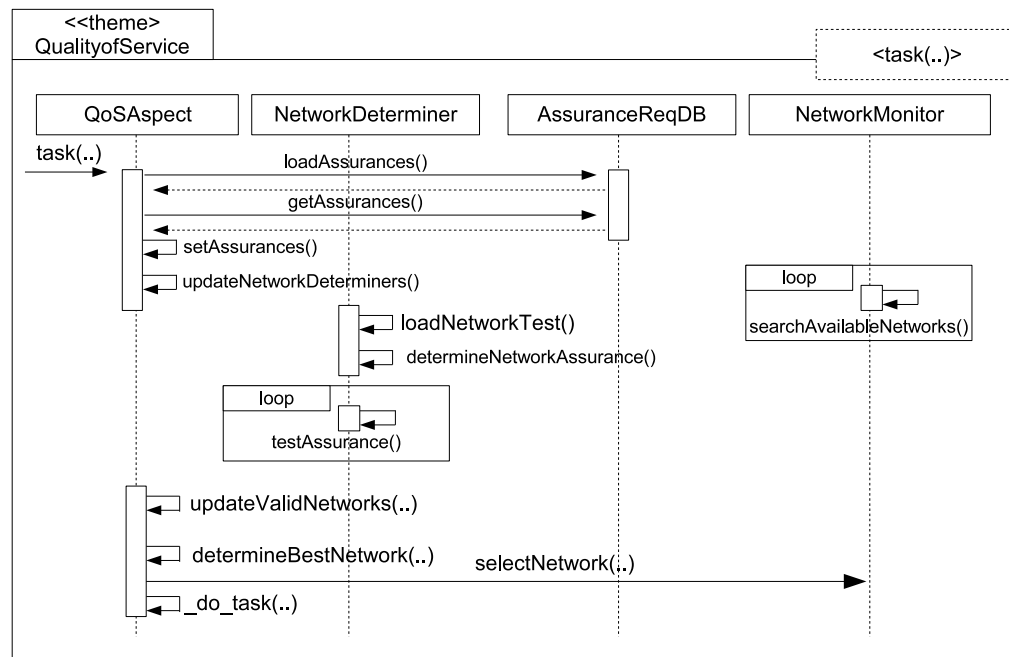 <<theme>
QualityofService
<task(..)>
QoSAspect
NetworkDeterminer
AssuranceReqDB
NetworkMonitor
task(..)
loadAssurances()
getAssurances()
setAssurances()
updateNetworkDeterminers()
loop
searchAvailableNetworks()
loadNetworkTest()
determineNetworkAssurance()
loop
testAssurance()
updateValidNetworks(..)
determineBestNetwork(..)
selectNetwork(..)
_do_task(..)